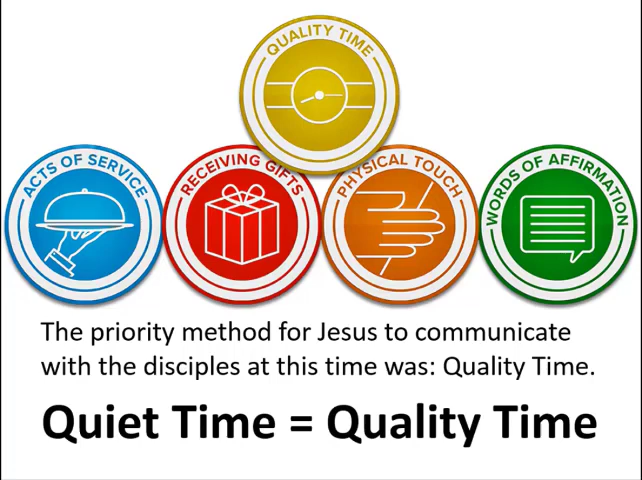 QUALITY TIME
ACTS OF SERVICE
RECEIVING GIFTS
PHYSICAL TOUCH
WORDS OF AFFIRMATION
The priority method for Jesus to communicate
with the disciples at this time was: Quality Time.
Quiet Time = Quality Time